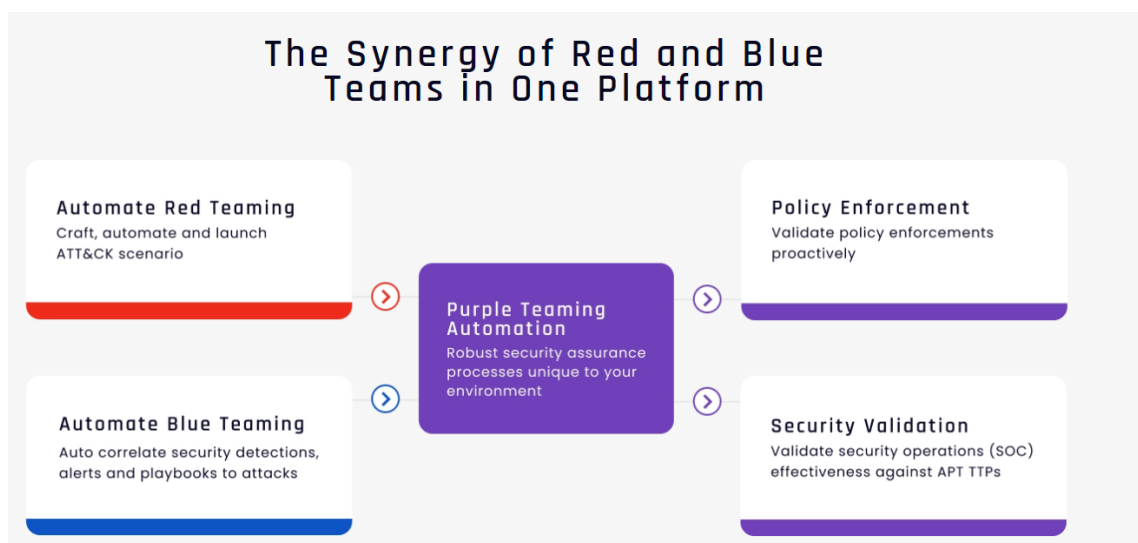 The Synergy of Red and Blue
Teams in One Platform
Automate Red Teaming
Craft, automate and launch
ATT&CK scenario
Automate Blue Teaming
Auto correlate security detections,
alerts and playbooks to attacks
Purple Teaming
Automation
Robust security assurance
processes unique to your
environment
Policy Enforcement
Validate policy enforcements
proactively
Security Validation
Validate security operations (SOC)
effectiveness against APT TTPs